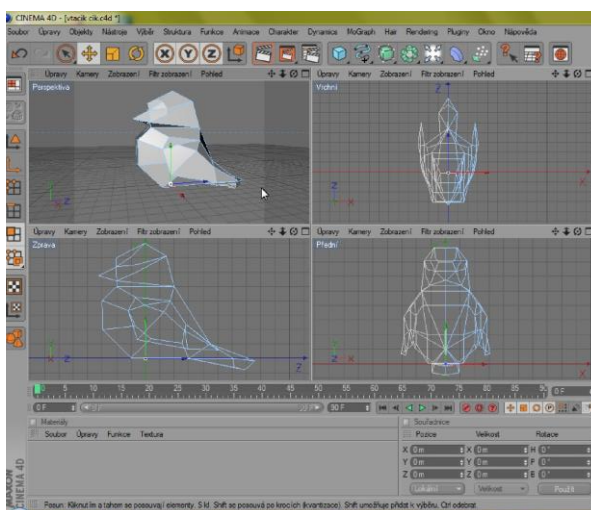 CINEMA 4D - [vtacik cik.c4d *]
Soubor Úpravy Objekty Nástroje Výběr Struktura Funkce Animace Charakter Dynamics MoGraph Hair Rendering Pluginy Okno Nápověda
Úpravy Kamery Zobrazení Filtr zobrazení Pohled
Úpravy Kamery Zobrazení Filtr zobrazení Pohled
Perspektiva
Vrchní
Úpravy Kamery Zobrazení Filtr zobrazení Pohled
Úpravy Kamery Zobrazení Filtr zobrazení Pohled
Zprava
Přední
0 5 10 15 20 25 30 35 40 45 50 55 60 65 70 75 80 85 90 0 F
0 F 90 F
Materiály
Souřadnice
Soubor Úpravy Funkce Textura
Pozice Velikost Rotace
X 0 m X 0 m H 0 °
Y 0 m Y 0 m P 0 °
Z 0 m Z 0 m B 0 °
Velikost Použít
MAXON CINEMA 4D
Posun: Kliknutím a tahem se posouvají elementy. S kl. Shift se posouvá po krocích (kvantizace). Shift umožňuje přidat k výběru, Ctrl odebrat.